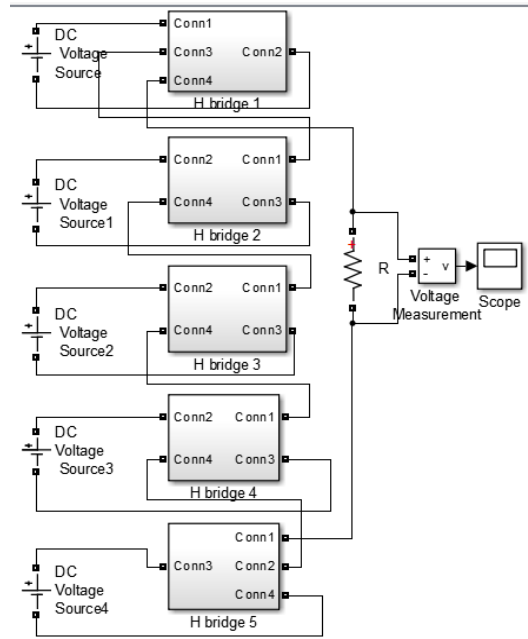 DC
Voltage
Source
Conn1
Conn3
Conn4
Conn2
H bridge 1
DC
Voltage
Source1
Conn2
Conn4
Conn1
Conn3
H bridge 2
DC
Voltage
Source2
Conn2
Conn4
Conn1
Conn3
H bridge 3
DC
Voltage
Source3
Conn2
Conn4
Conn1
Conn3
H bridge 4
DC
Voltage
Source4
Conn3
Conn1
Conn2
Conn4
H bridge 5
+
R
+
-
v
Voltage
Measurement
Scope